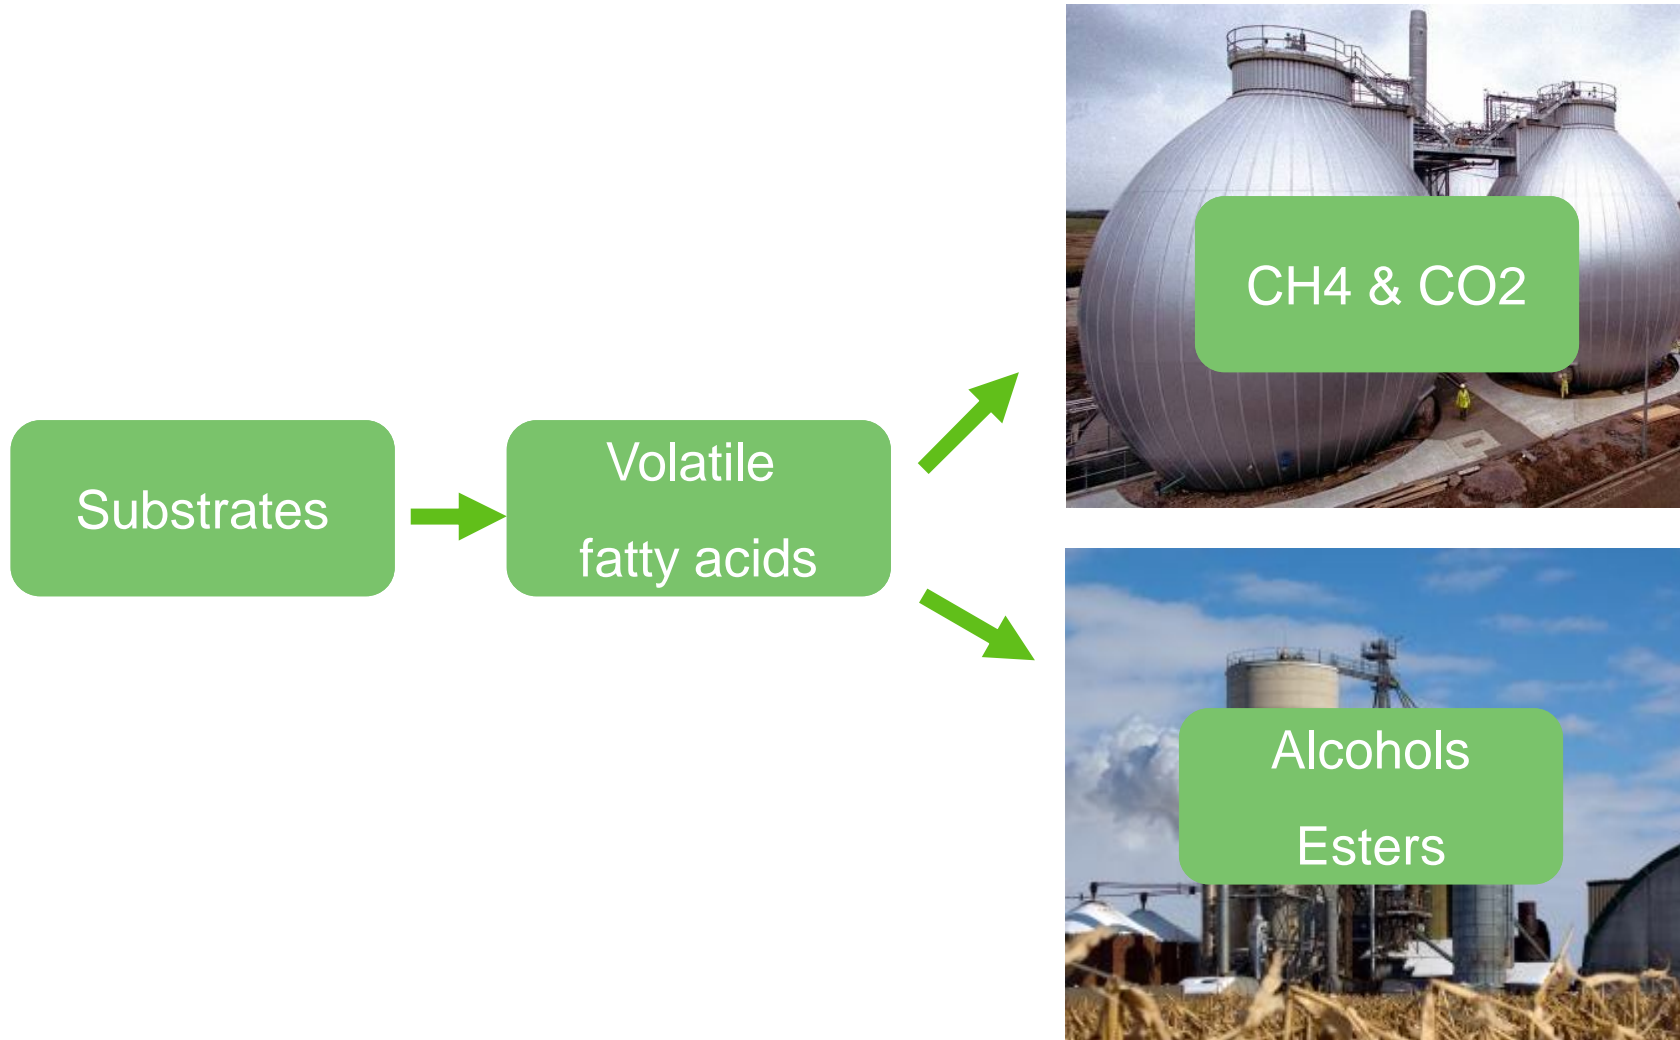 Substrates
Volatile
fatty acids
CH4 & CO2
Alcohols
Esters